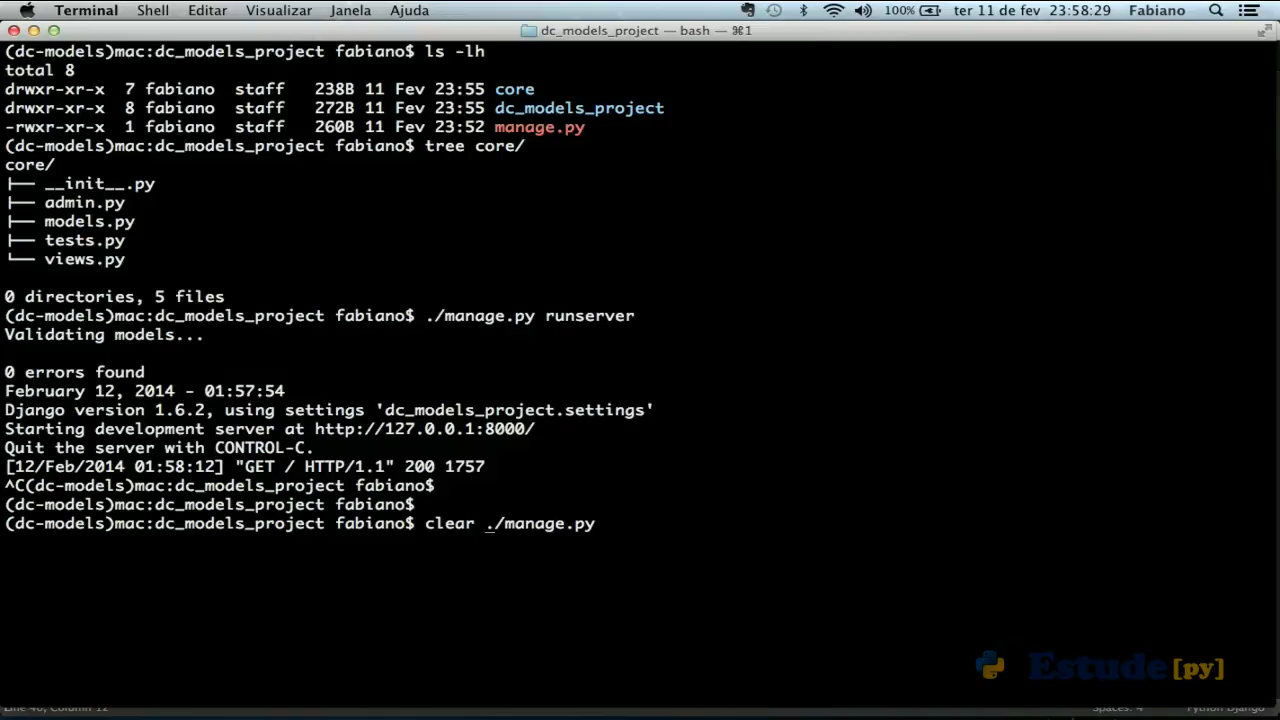 Terminal Shell Editar Visualizar Janela Ajuda 100% ter 11 de fev 23:58:29 Fabiano
dc_models_project — bash — ⌘1
(dc-models)mac:dc_models_project fabiano$ ls -lh
total 8
drwxr-xr-x 7 fabiano staff 238B 11 Fev 23:55 core
drwxr-xr-x 8 fabiano staff 272B 11 Fev 23:55 dc_models_project
-rwxr-xr-x 1 fabiano staff 260B 11 Fev 23:52 manage.py
(dc-models)mac:dc_models_project fabiano$ tree core/
core/
├── __init__.py
├── admin.py
├── models.py
├── tests.py
└── views.py
0 directories, 5 files
(dc-models)mac:dc_models_project fabiano$ ./manage.py runserver
Validating models...
0 errors found
February 12, 2014 - 01:57:54
Django version 1.6.2, using settings 'dc_models_project.settings'
Starting development server at http://127.0.0.1:8000/
Quit the server with CONTROL-C.
[12/Feb/2014 01:58:12] "GET / HTTP/1.1" 200 1757
^C(dc-models)mac:dc_models_project fabiano$
(dc-models)mac:dc_models_project fabiano$
(dc-models)mac:dc_models_project fabiano$ clear ./manage.py
Estude[py]
Line 40, Column 12 Spaces: 4 Python Django